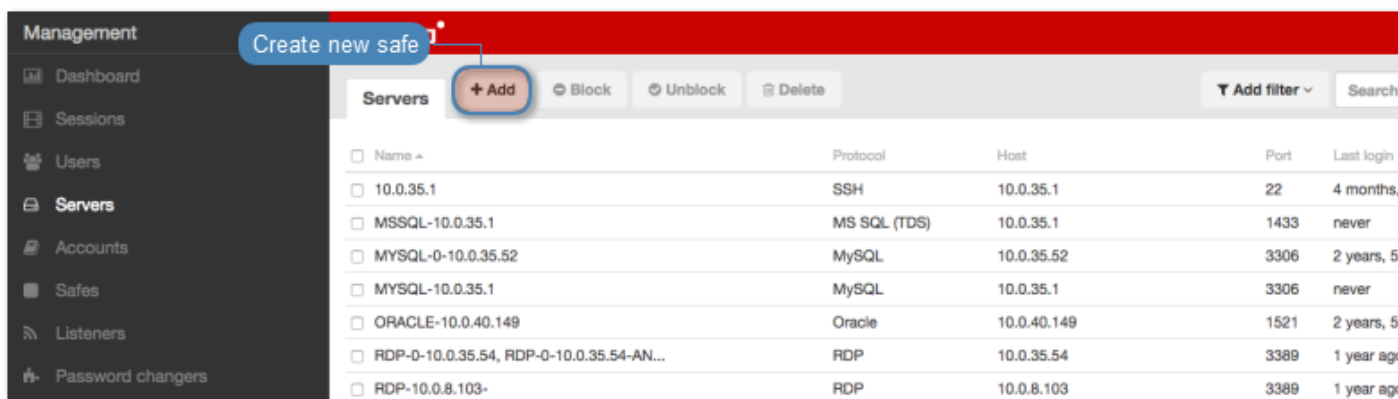 Management
Create new safe
Dashboard
Sessions
Users
Servers
Accounts
Safes
Listeners
Password changers
Servers + Add Block Unblock Delete Add filter Search
Name Protocol Host Port Last login
10.0.35.1 SSH 10.0.35.1 22 4 months,
MSSQL-10.0.35.1 MS SQL (TDS) 10.0.35.1 1433 never
MYSQL-0-10.0.35.52 MySQL 10.0.35.52 3306 2 years, 5
MYSQL-10.0.35.1 MySQL 10.0.35.1 3306 never
ORACLE-10.0.40.149 Oracle 10.0.40.149 1521 2 years, 5
RDP-0-10.0.35.54, RDP-0-10.0.35.54-AN... RDP 10.0.35.54 3389 1 year ago
RDP-10.0.8.103- RDP 10.0.8.103 3389 1 year ago